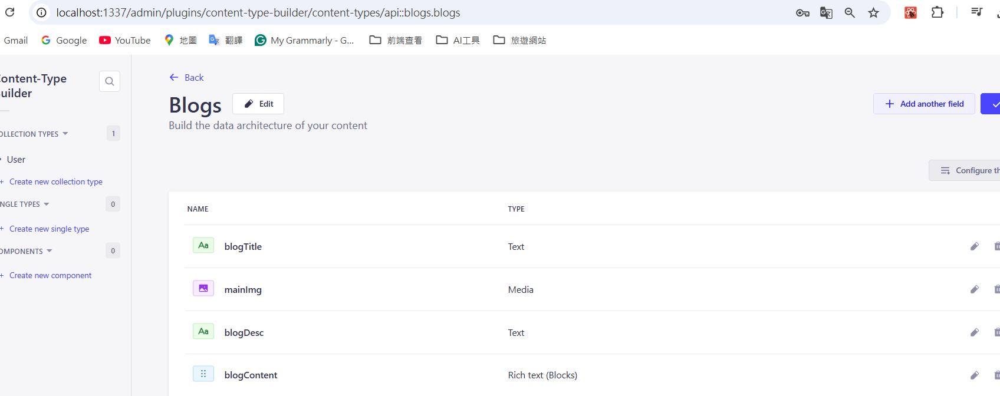 localhost:1337/admin/plugins/content-type-builder/content-types/api::blogs.blogs
Gmail Google YouTube 地圖 翻譯 My Grammarly - G... 前端查看 AI工具 旅遊網站
ontent-Type
uilder
Back
Blogs Edit
Add another field
Build the data architecture of your content
OLLECTION TYPES 1
User
+ Create new collection type
NGLE TYPES 0
+ Create new single type
OMPONENTS 0
+ Create new component
Configure th
NAME TYPE
Aa blogTitle Text
mainImg Media
Aa blogDesc Text
blogContent Rich text (Blocks)